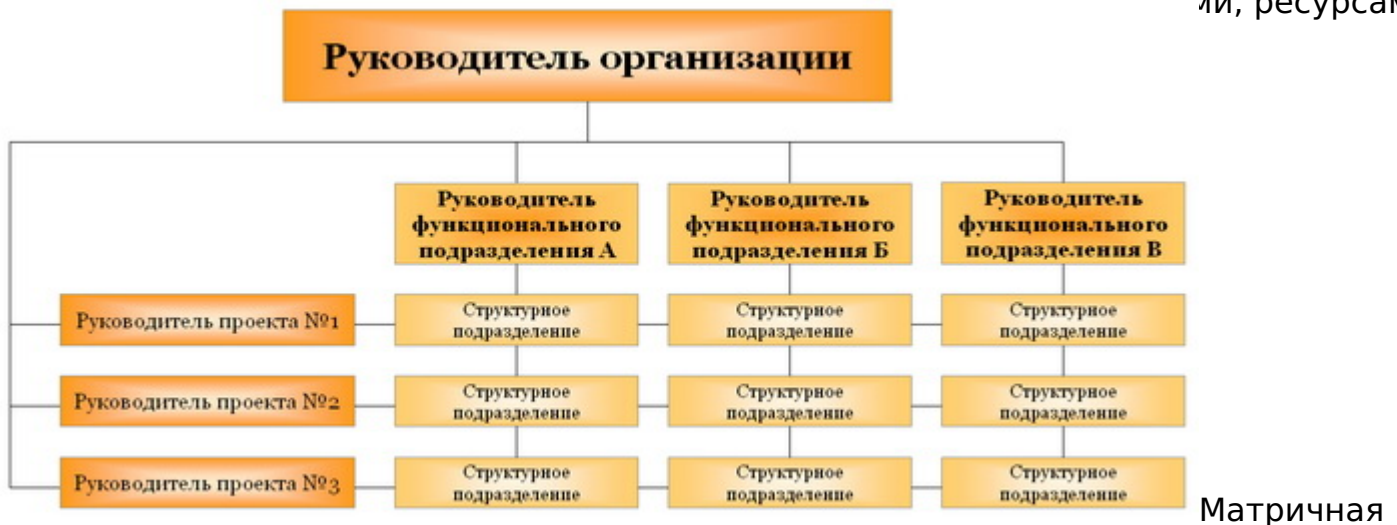 ми, ресурсам
Руководитель организации
Руководитель
функционального
подразделения А
Руководитель
функционального
подразделения Б
Руководитель
функционального
подразделения В
Руководитель проекта №1
Структурное
подразделение
Структурное
подразделение
Структурное
подразделение
Руководитель проекта №2
Структурное
подразделение
Структурное
подразделение
Структурное
подразделение
Руководитель проекта №3
Структурное
подразделение
Структурное
подразделение
Структурное
подразделение
Матричная